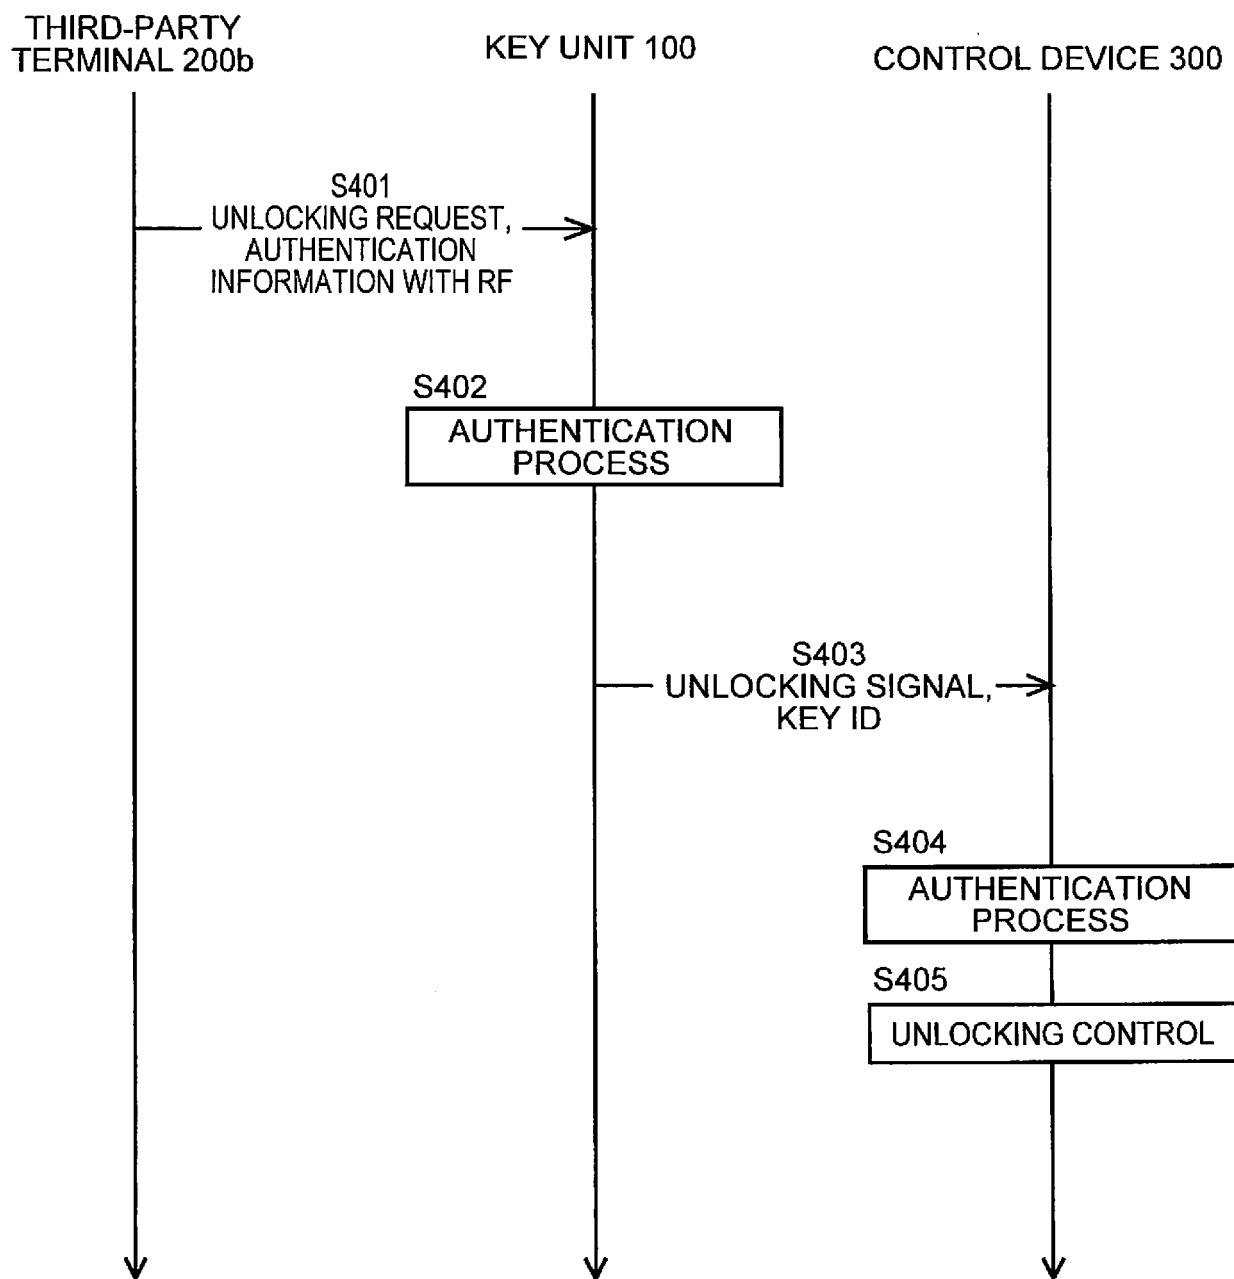 THIRD-PARTY
TERMINAL 200b
KEY UNIT 100
CONTROL DEVICE 300
S401
UNLOCKING REQUEST,
AUTHENTICATION
INFORMATION WITH RF
S402
AUTHENTICATION
PROCESS
S403
UNLOCKING SIGNAL,
KEY ID
S404
AUTHENTICATION
PROCESS
S405
UNLOCKING CONTROL